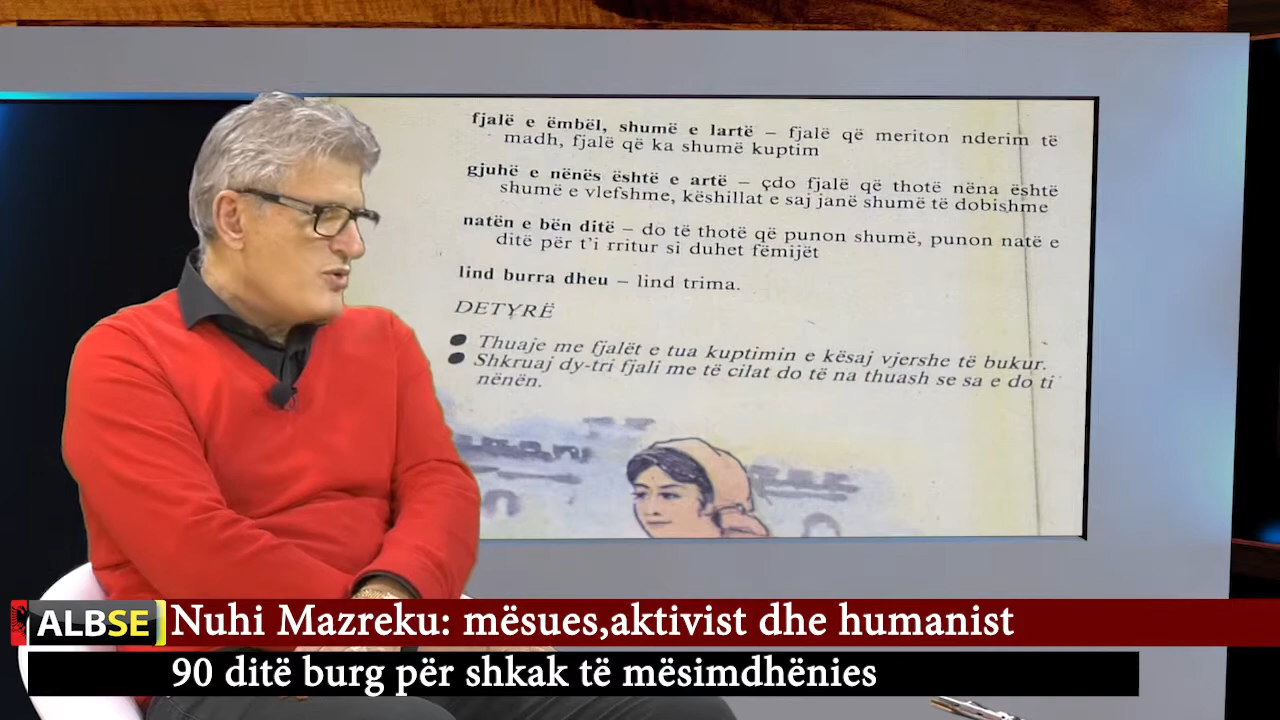 fjalë e ëmbël, shumë e lartë – fjalë që meriton nderim të
madh, fjalë që ka shumë kuptim
gjuhë e nënës është e artë – çdo fjalë që thotë nëna është
shumë e vlefshme, këshillat e saj janë shumë të dobishme
natën e bën ditë – do të thotë që punon shumë, punon natë e
ditë për t'i rritur si duhet fëmijët
lind burra dheu – lind trima.
DETYRË
● Thuaje me fjalët e tua kuptimin e kësaj vjershe të bukur.
● Shkruaj dy-tri fjali me të cilat do të na thuash se sa e do ti
nënën.
ALBSE Nuhi Mazreku: mësues,aktivist dhe humanist
90 ditë burg për shkak të mësimdhënies